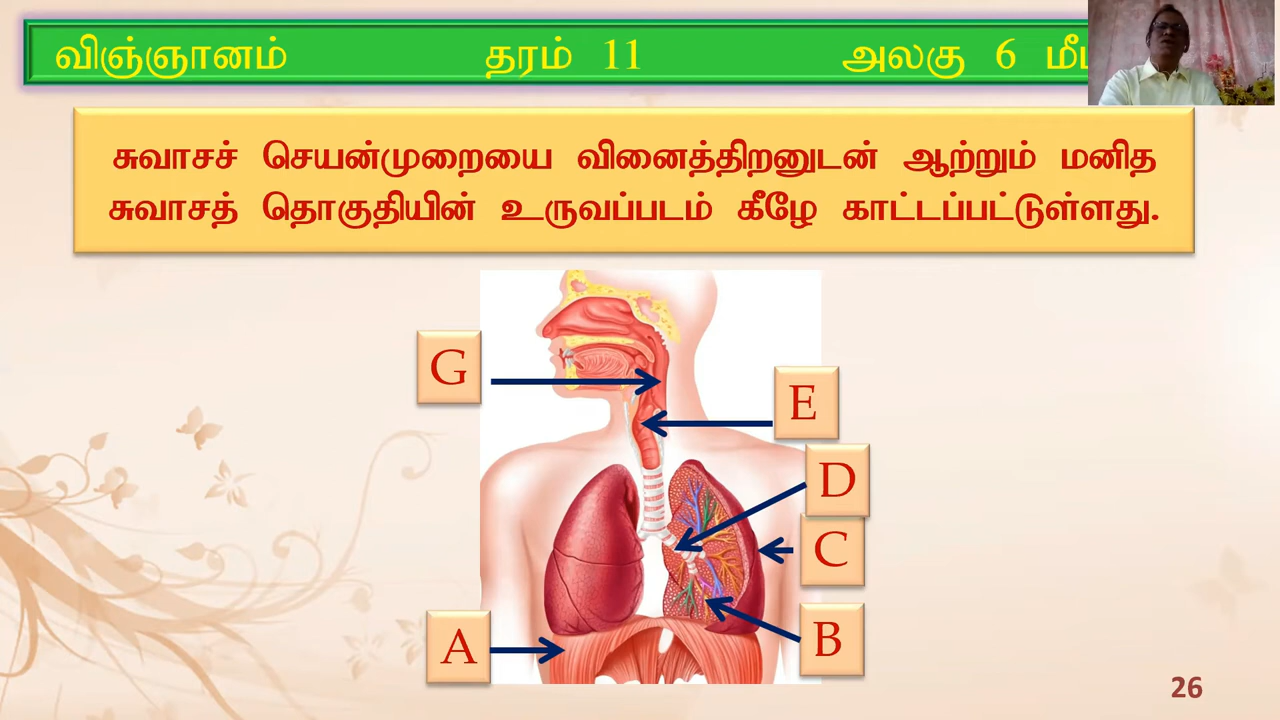 விஞ்ஞானம் தரம் 11 அலகு 6
சுவாசச் செயன்முறையை வினைத்திறனுடன் ஆற்றும் மனித
சுவாசத் தொகுதியின் உருவப்படம் கீழே காட்டப்பட்டுள்ளது.
G
E
D
C
A
B
26